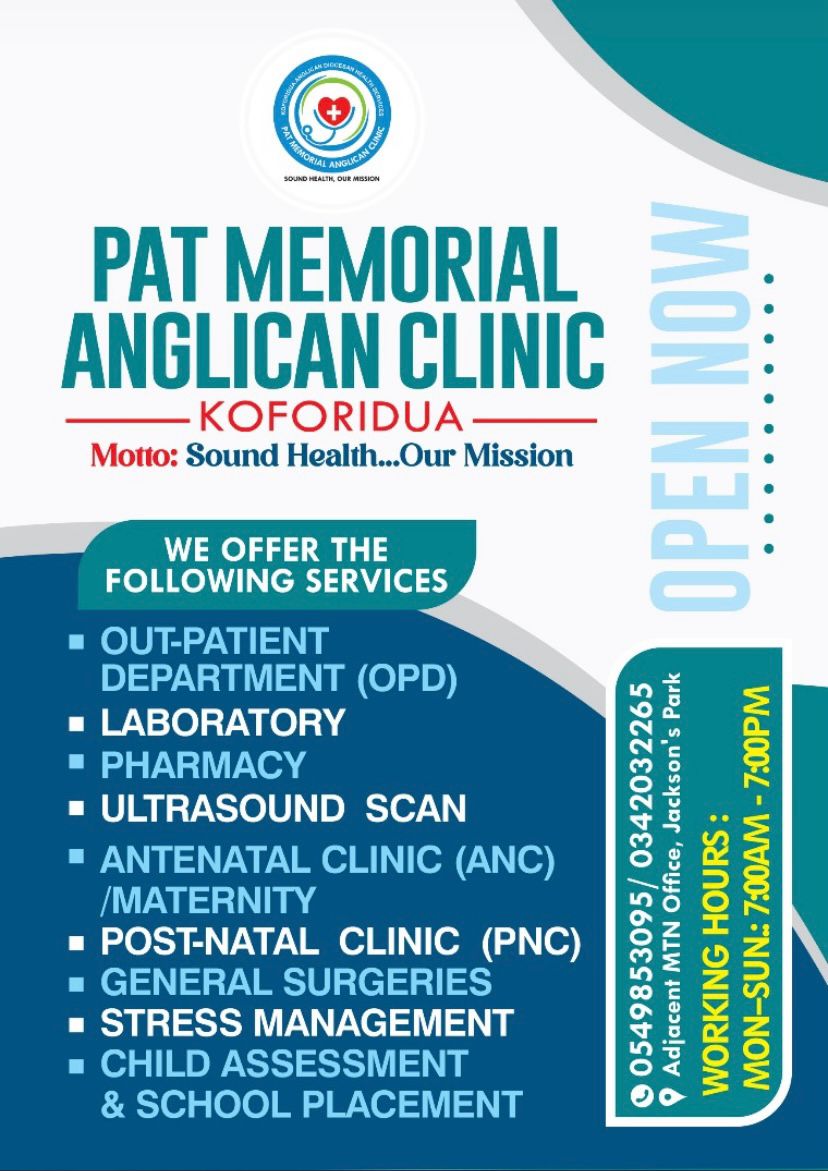 KOFORIDUA ANGLICAN DIOCESAN HEALTH SERVICES
PAT MEMORIAL ANGLICAN CLINIC
SOUND HEALTH, OUR MISSION
PAT MEMORIAL
ANGLICAN CLINIC
KOFORIDUA
Motto: Sound Health...Our Mission
OPEN NOW
WE OFFER THE
FOLLOWING SERVICES
OUT-PATIENT
DEPARTMENT (OPD)
LABORATORY
PHARMACY
ULTRASOUND SCAN
ANTENATAL CLINIC (ANC)
/MATERNITY
POST-NATAL CLINIC (PNC)
GENERAL SURGERIES
STRESS MANAGEMENT
CHILD ASSESSMENT
& SCHOOL PLACEMENT
0549853095/ 0342032265
Adjacent MTN Office, Jackson's Park
WORKING HOURS :
MON–SUN.: 7:00AM - 7:00PM